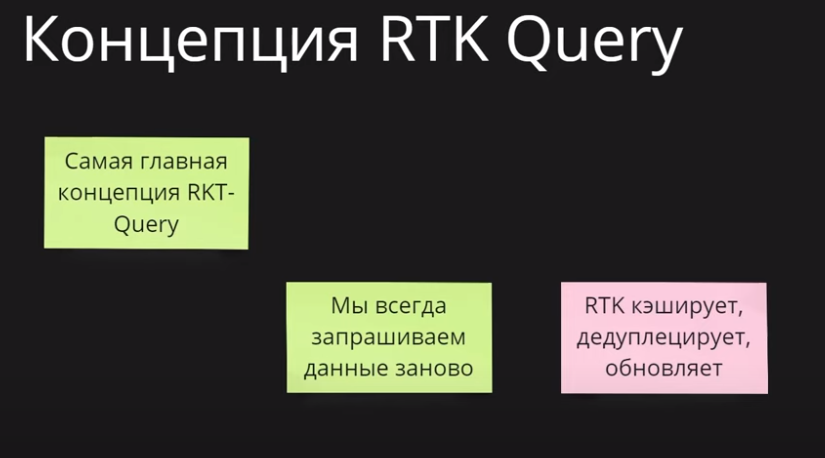 Концепция RTK Query
Самая главная
концепция RKT-
Query
Мы всегда
запрашиваем
данные заново
RTK кэширует,
дедуплецирует,
обновляет